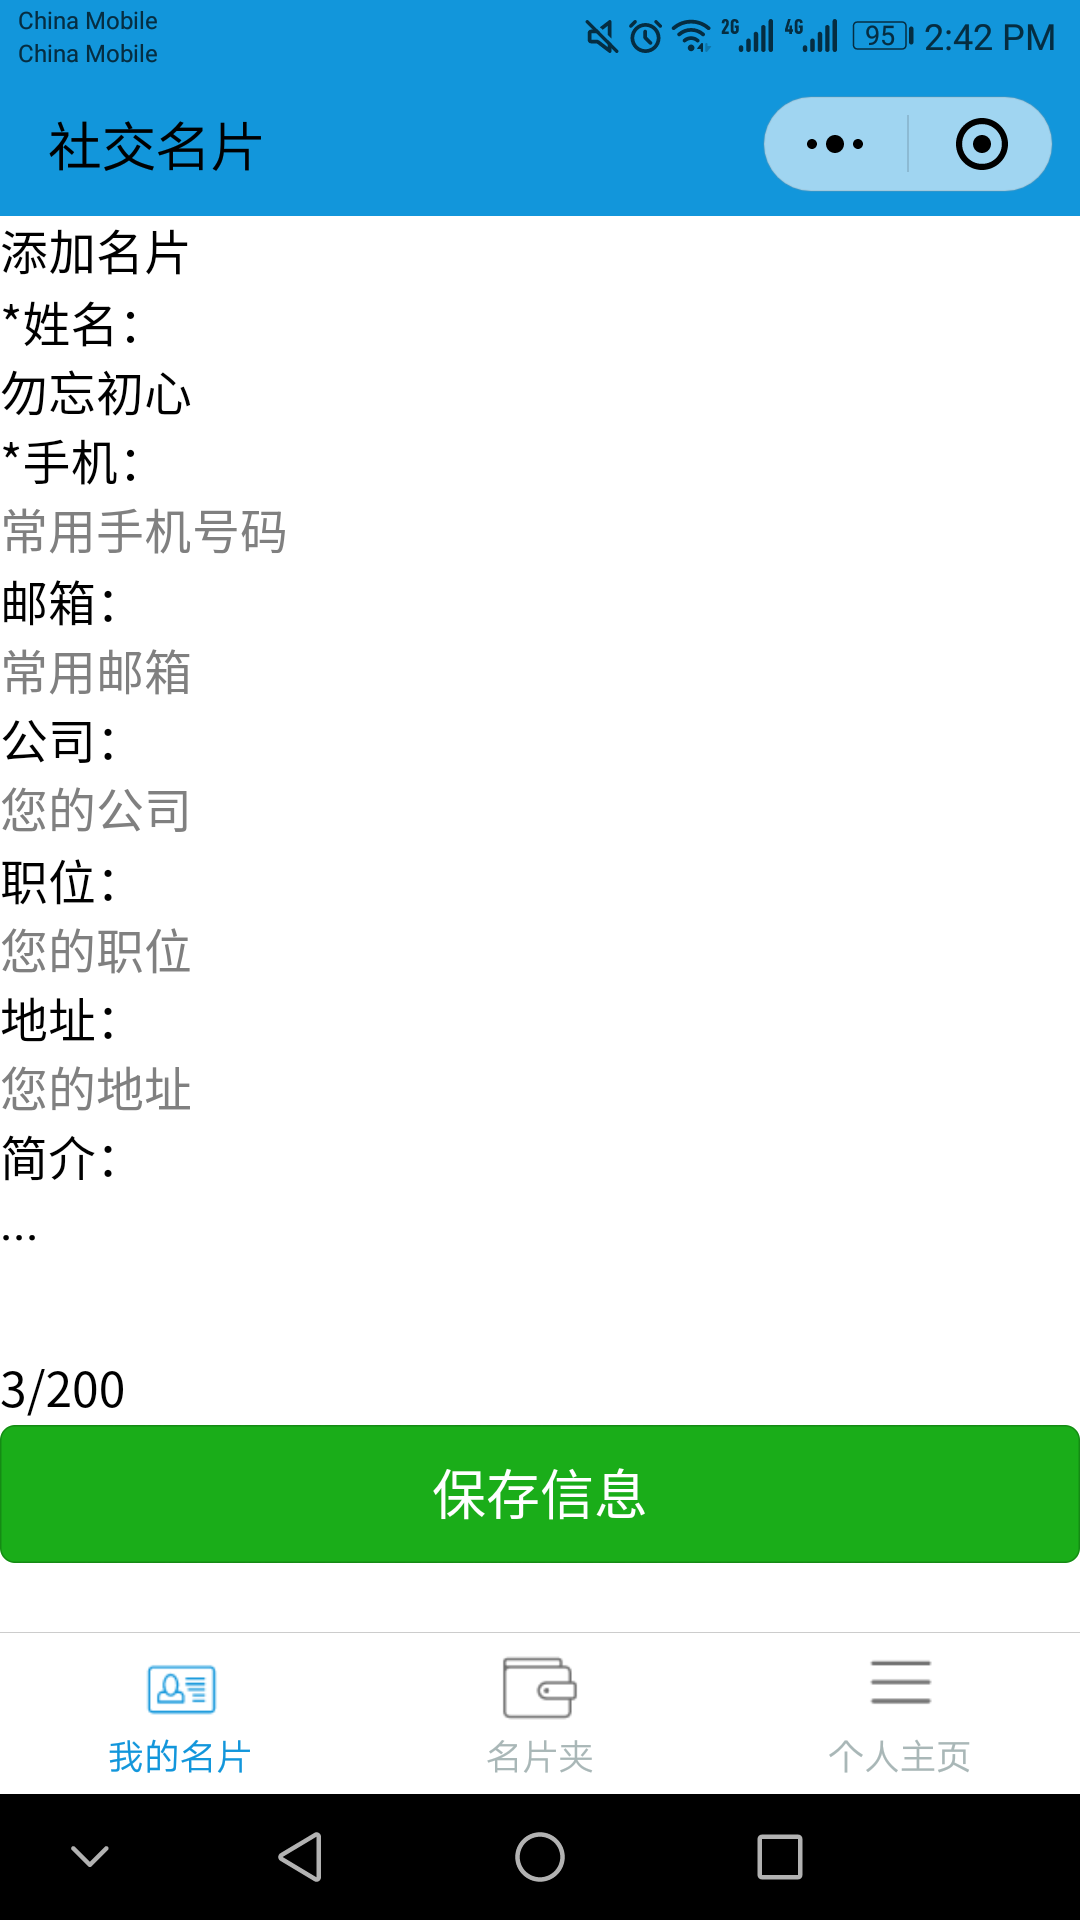 China Mobile
China Mobile
2G
4G
95
2:42 PM
社交名片
添加名片
*姓名：
勿忘初心
*手机：
常用手机号码
邮箱：
常用邮箱
公司：
您的公司
职位：
您的职位
地址：
您的地址
简介：
...
3/200
保存信息
我的名片
名片夹
个人主页